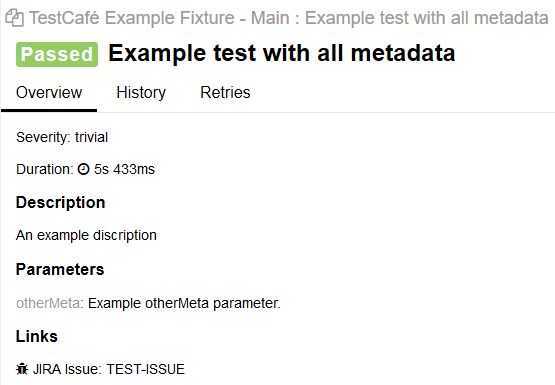 TestCafé Example Fixture - Main : Example test with all metadata
Passed Example test with all metadata
Overview History Retries
Severity: trivial
Duration: 5s 433ms
Description
An example discription
Parameters
otherMeta: Example otherMeta parameter.
Links
JIRA Issue: TEST-ISSUE